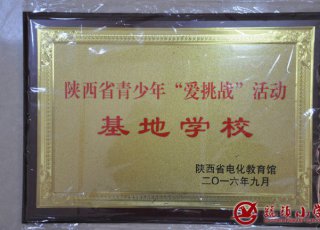 陕西省青少年“爱挑战”活动
基地学校
陕西省电化教育馆
二〇一六年九月